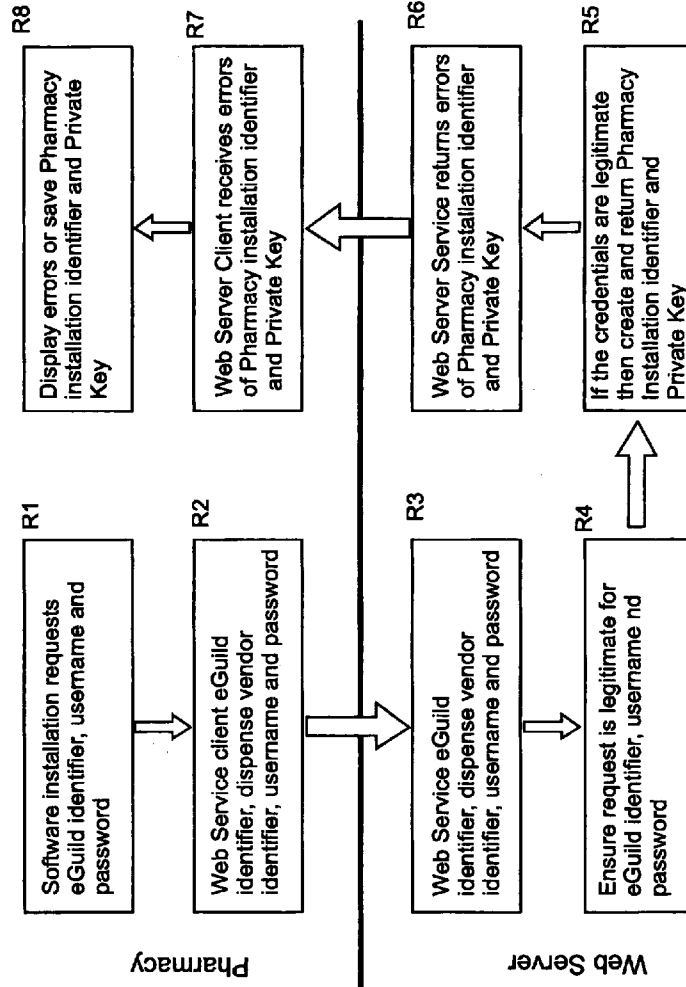 R1
Software installation requests
eGuild identifier, username and
password
R2
Web Service client eGuild
identifier, dispense vendor
identifier, username and password
R3
Web Service eGuild
identifier, dispense vendor
identifier, username and password
R4
Ensure request is legitimate for
eGuild identifier, username nd
password
R5
If the credentials are legitimate
then create and return Pharmacy
Installation identifier and
Private Key
R6
Web Server Service returns errors
of Pharmacy installation identifier
and Private Key
R7
Web Server Client receives errors
of Pharmacy installation identifier
and Private Key
R8
Display errors or save Pharmacy
installation identifier and Private
Key
Pharmacy
Web Server